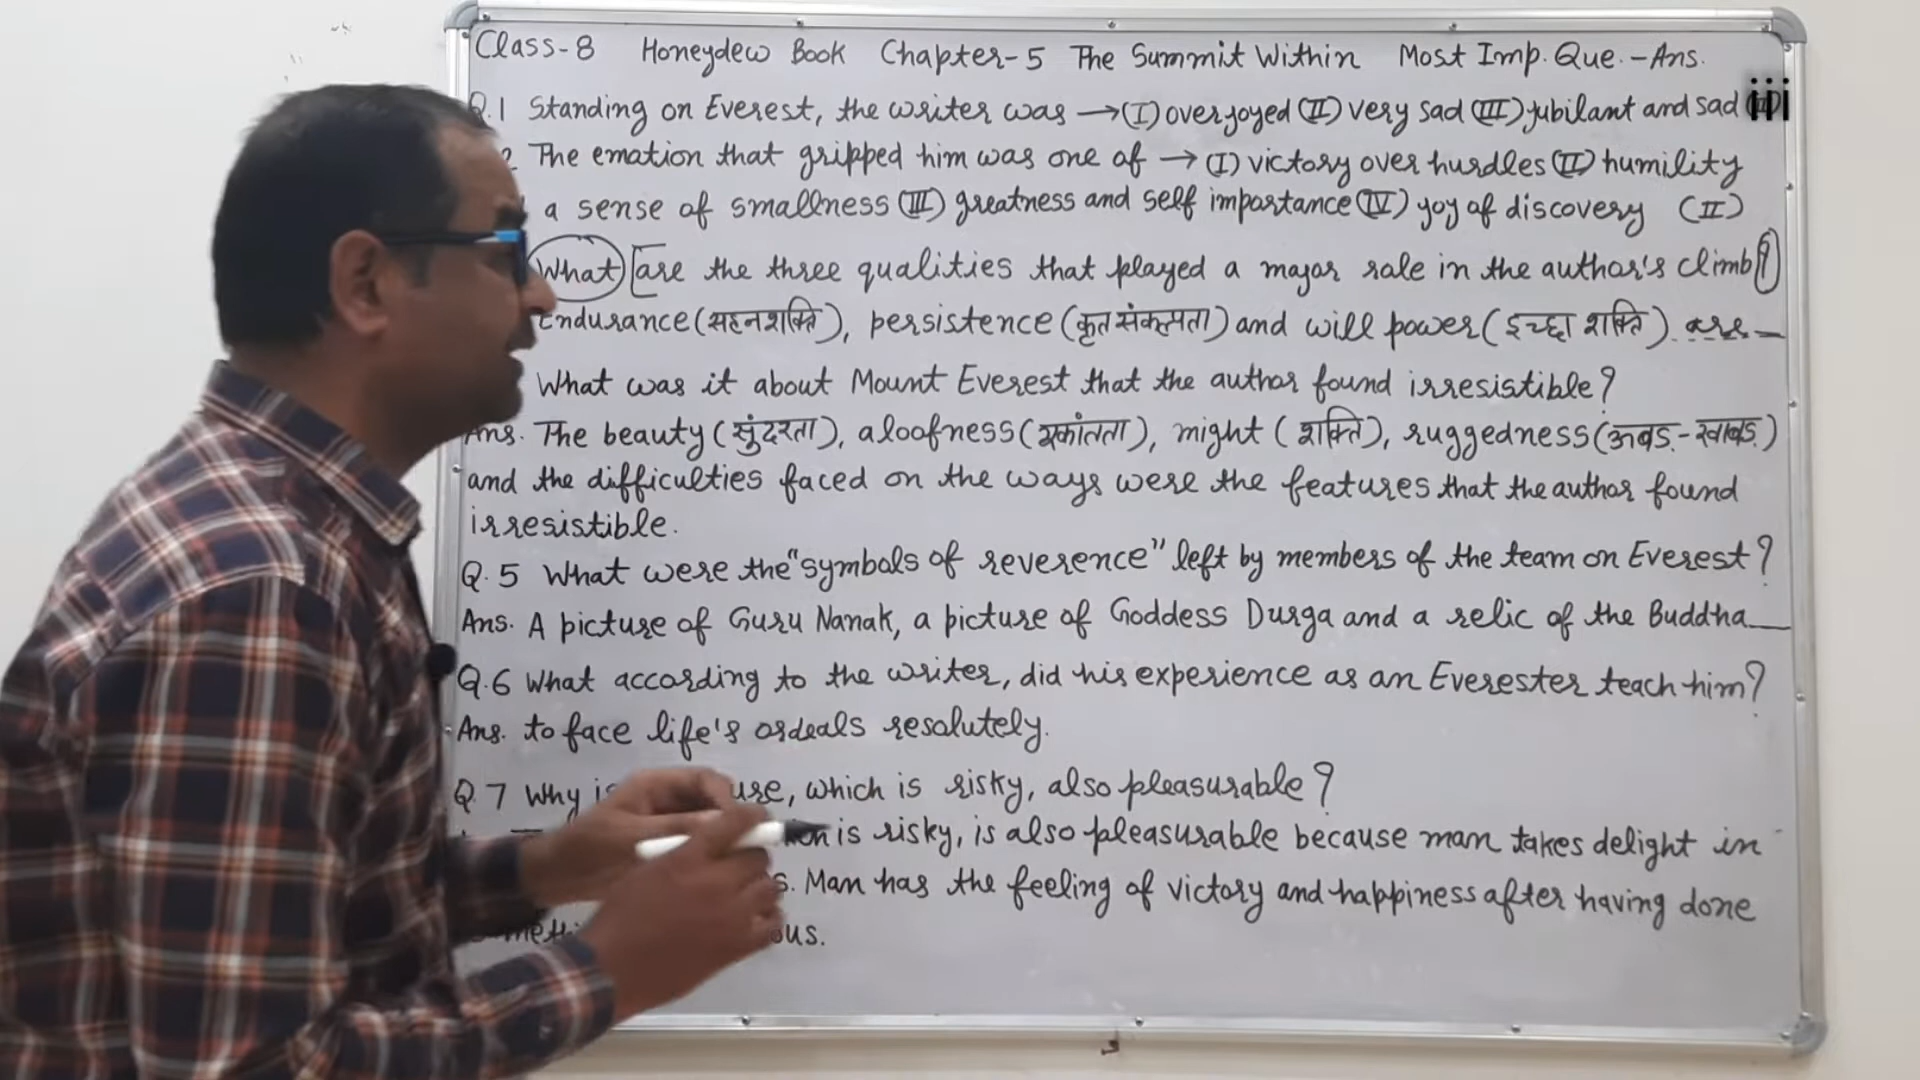 Class-8 Honeydew Book Chapter-5 The Summit Within Most Imp. Que.-Ans.
Q.1 Standing on Everest, the writer was → (I) overjoyed (II) very sad (III) jubilant and sad iii
The emation that gripped him was one of → (I) victory over hurdles (II) humility
a sense of smallness (III) greatness and self importance (IV) joy of discovery (II)
What are the three qualities that played a major role in the author's climb?
Endurance (सहनशक्ति), persistence (कृतसंकल्पता) and will power (इच्छा शक्ति) are
What was it about Mount Everest that the author found irresistible?
Ans. The beauty (सुंदरता), aloofness (एकांतता), might (शक्ति), ruggedness (ऊबड़-खाबड़)
and the difficulties faced on the ways were the features that the author found
irresistible.
Q.5 What were the "symbols of reverence" left by members of the team on Everest?
Ans. A picture of Guru Nanak, a picture of Goddess Durga and a relic of the Buddha
Q.6 What according to the writer, did his experience as an Everester teach him?
Ans. to face life's ordeals resolutely.
Q.7 Why is which is risky, also pleasurable?
is risky, is also pleasurable because man takes delight in
Man has the feeling of victory and happiness after having done